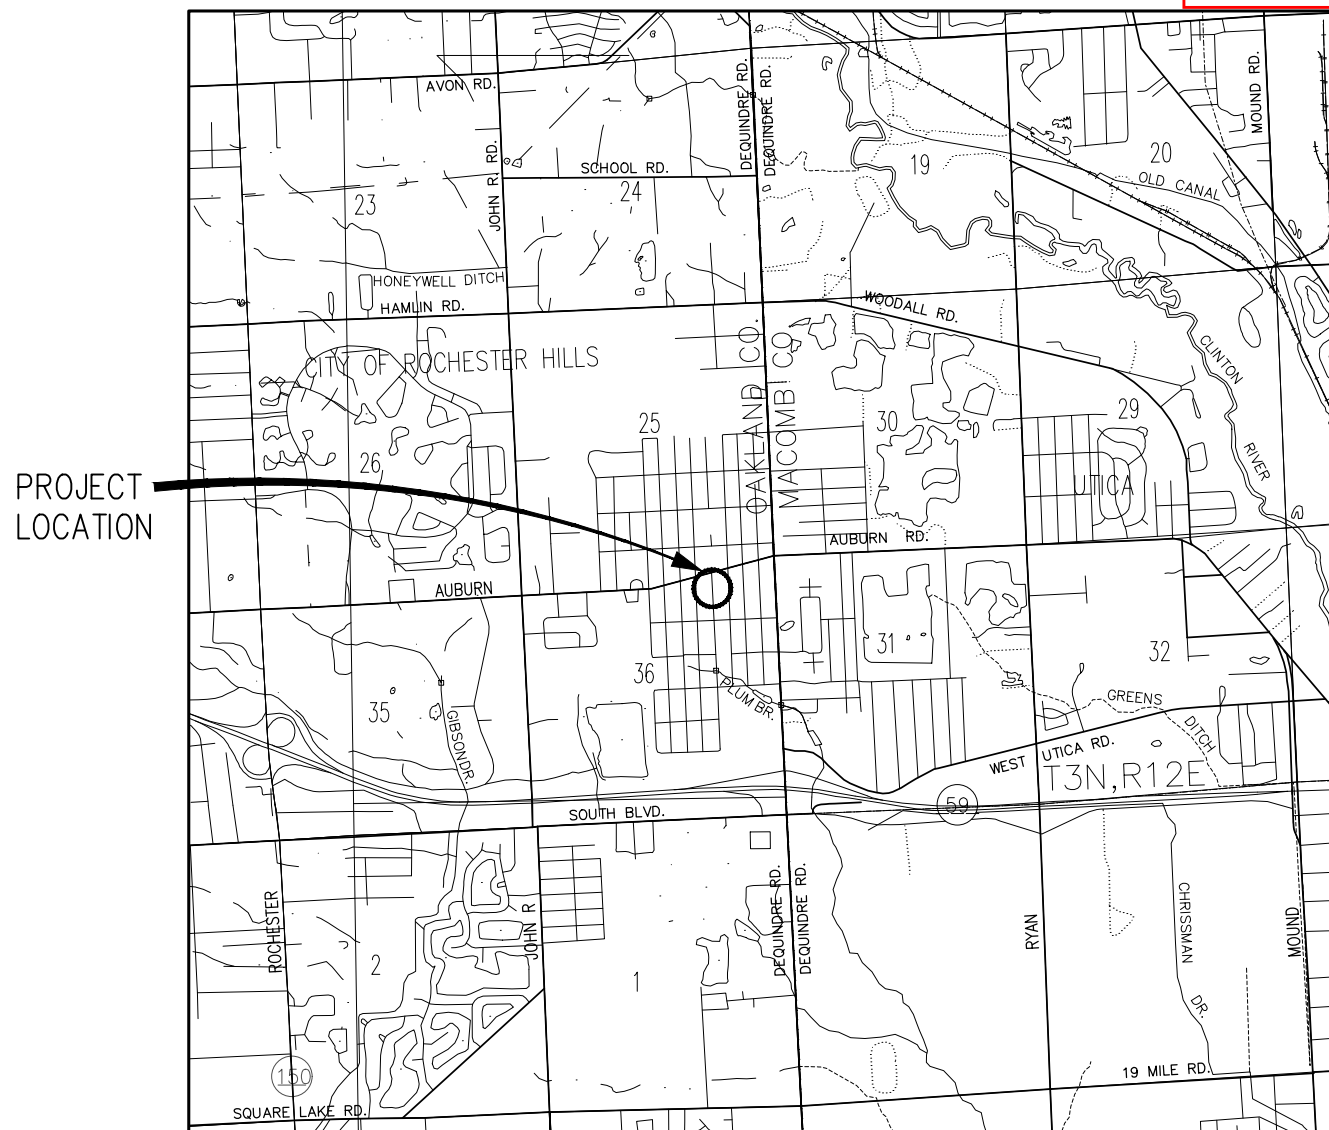 AVON RD.
DEQUINDRE RD.
DEQUINDRE RD.
MOUND RD.
JOHN R. RD.
SCHOOL RD.
19
20
OLD CANAL
23
24
HONEYWELL DITCH
HAMLIN RD.
WOODALL RD.
CITY OF ROCHESTER HILLS
OAKLAND CO.
MACOMB CO
CLINTON
RIVER
25
30
29
26
UTICA
PROJECT
LOCATION
AUBURN RD.
AUBURN
31
32
36
35
PLUM BR.
GIBSON DR.
GREENS
DITCH
WEST UTICA RD.
T3N,R12E
59
SOUTH BLVD.
ROCHESTER
JOHN R
DEQUINDRE RD.
DEQUINDRE RD.
RYAN
CHRISSMAN
DR.
MOUND
2
1
150
19 MILE RD.
SQUARE LAKE RD.